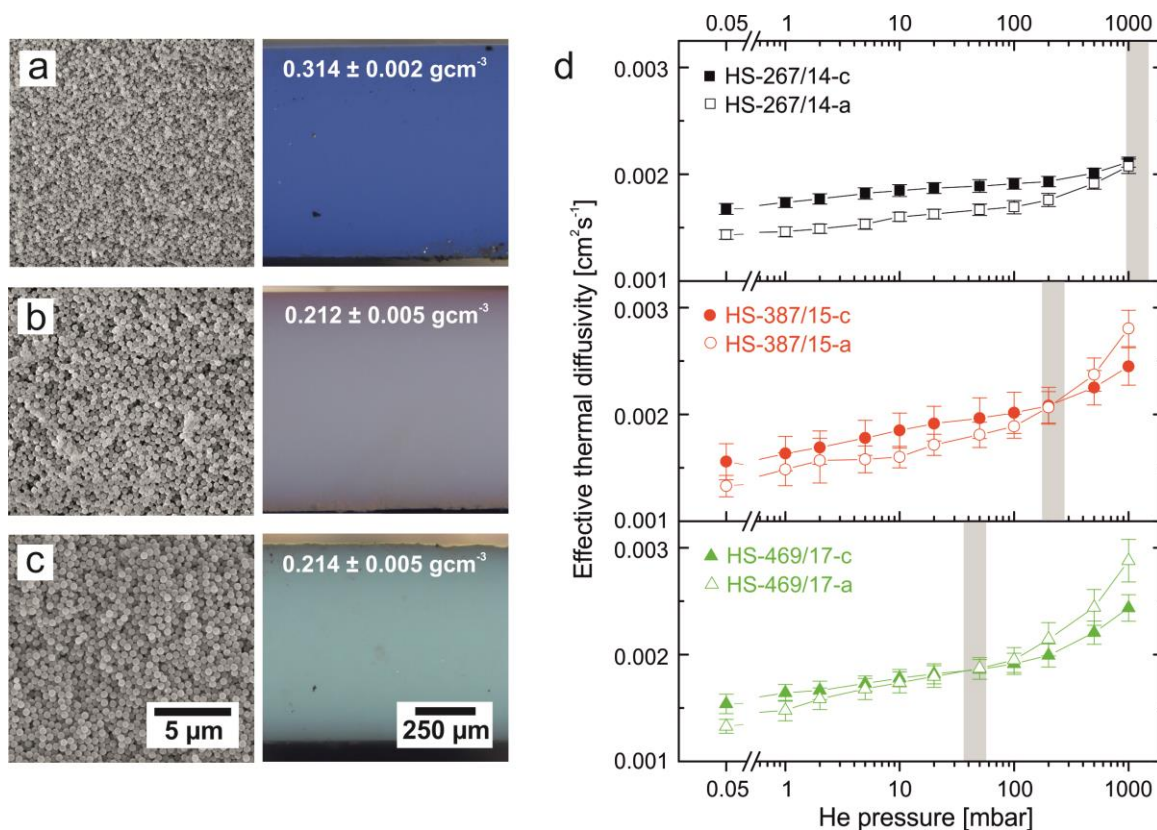 a
0.314 ± 0.002 gcm⁻³
b
0.212 ± 0.005 gcm⁻³
c
0.214 ± 0.005 gcm⁻³
5 µm
250 µm
d
0.05 1 10 100 1000
0.003
0.002
0.001
HS-267/14-c
HS-267/14-a
0.003
0.002
0.001
HS-387/15-c
HS-387/15-a
0.003
0.002
0.001
HS-469/17-c
HS-469/17-a
Effective thermal diffusivity [cm²s⁻¹]
0.05 1 10 100 1000
He pressure [mbar]